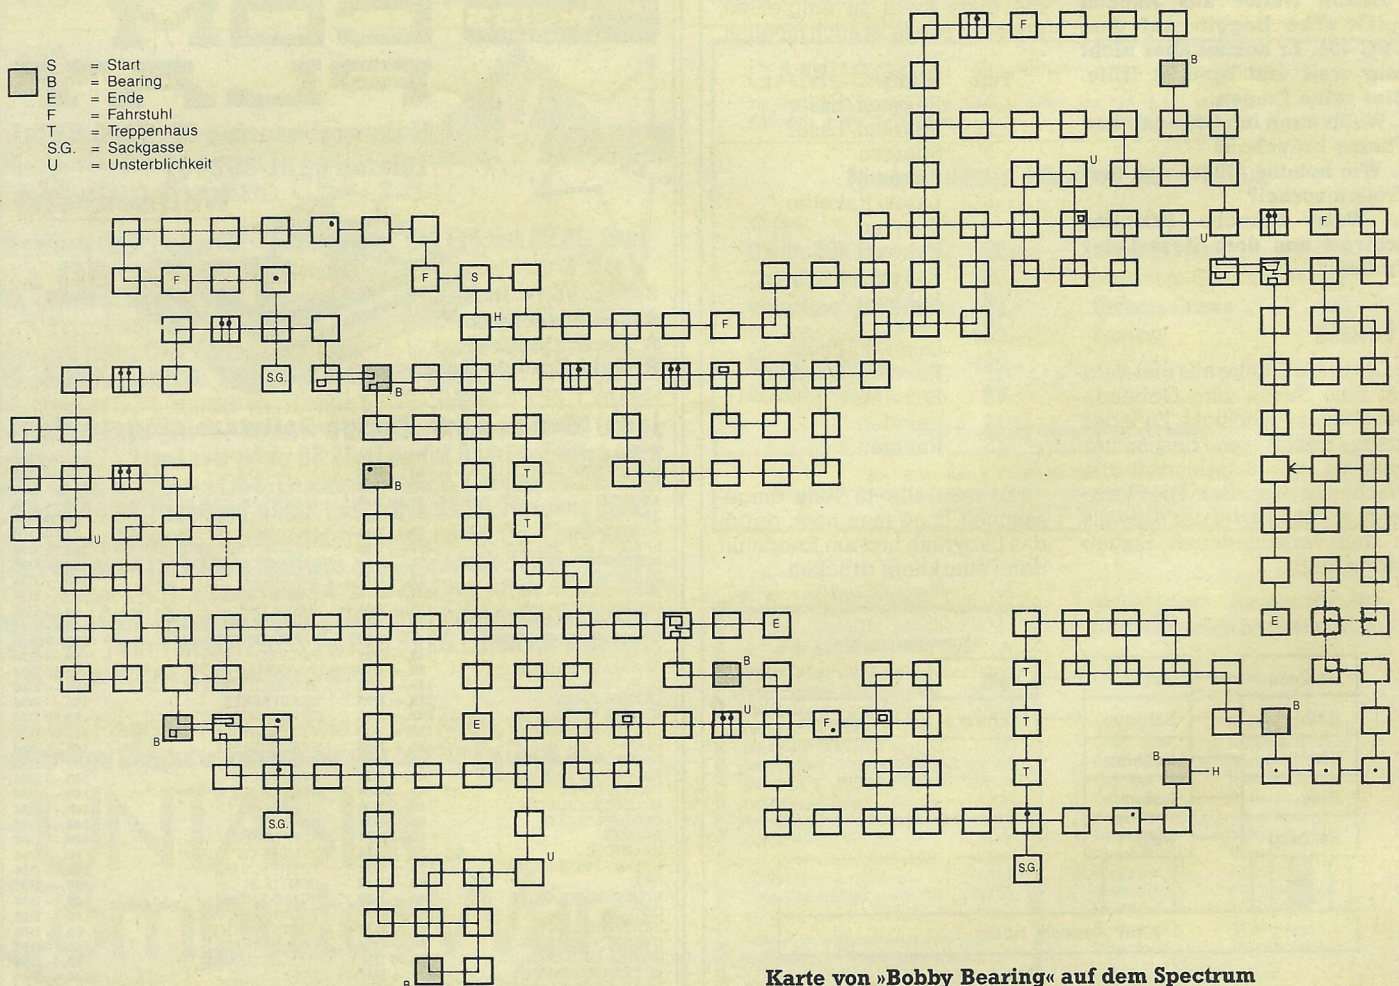 S = Start
B = Bearing
E = Ende
F = Fahrstuhl
T = Treppenhaus
S.G. = Sackgasse
U = Unsterblichkeit
F
B
U
U
F
F
F S
H
F
S.G.
B
B
T
U
T
E
E
B
T
B
E
U
F
T
B
B
T
H
S.G.
U
S.G.
B
Karte von »Bobby Bearing« auf dem Spectrum